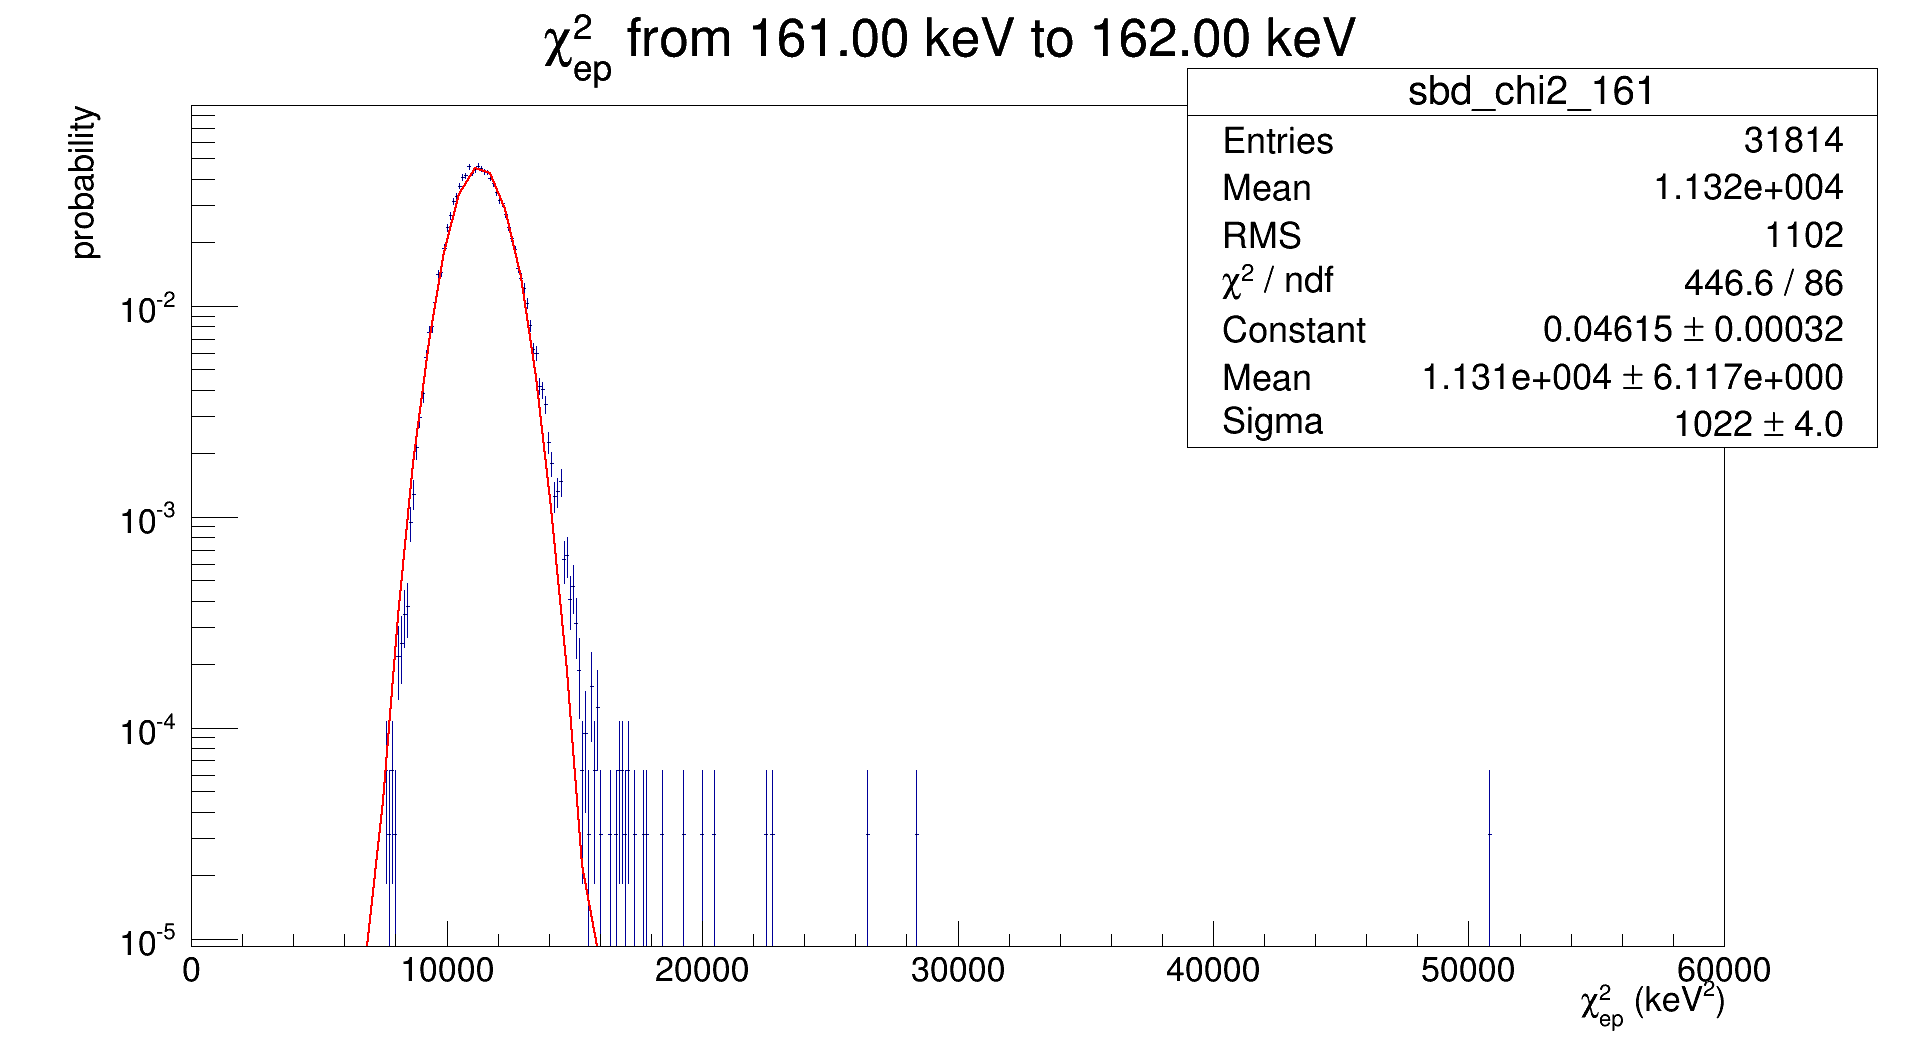 χ²ep from 161.00 keV to 162.00 keV
sbd_chi2_161
Entries 31814
Mean 1.132e+004
RMS 1102
χ² / ndf 446.6 / 86
Constant 0.04615 ± 0.00032
Mean 1.131e+004 ± 6.117e+000
Sigma 1022 ± 4.0
probability
10⁻²
10⁻³
10⁻⁴
10⁻⁵
0 10000 20000 30000 40000 50000 60000
χ²ep (keV²)